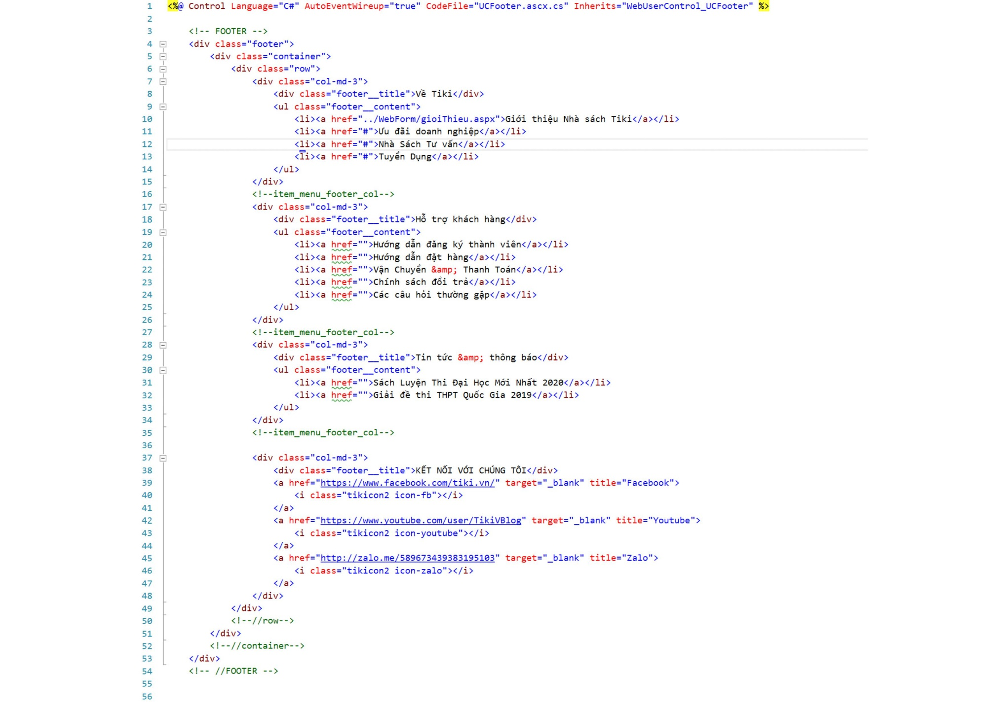 1 <%@ Control Language="C#" AutoEventWireup="true" CodeFile="UCFooter.ascx.cs" Inherits="WebUserControl_UCFooter" %>
2
3 <!-- FOOTER -->
4 <div class="footer">
5 <div class="container">
6 <div class="row">
7 <div class="col-md-3">
8 <div class="footer__title">Về Tiki</div>
9 <ul class="footer__content">
10 <li><a href="../WebForm/gioiThieu.aspx">Giới thiệu Nhà sách Tiki</a></li>
11 <li><a href="#">Ưu đãi doanh nghiệp</a></li>
12 <li><a href="#">Nhà Sách Tư vấn</a></li>
13 <li><a href="#">Tuyển Dụng</a></li>
14 </ul>
15 </div>
16 <!--item_menu_footer_col-->
17 <div class="col-md-3">
18 <div class="footer__title">Hỗ trợ khách hàng</div>
19 <ul class="footer__content">
20 <li><a href="">Hướng dẫn đăng ký thành viên</a></li>
21 <li><a href="">Hướng dẫn đặt hàng</a></li>
22 <li><a href="">Vận Chuyển &amp; Thanh Toán</a></li>
23 <li><a href="">Chính sách đổi trả</a></li>
24 <li><a href="">Các câu hỏi thường gặp</a></li>
25 </ul>
26 </div>
27 <!--item_menu_footer_col-->
28 <div class="col-md-3">
29 <div class="footer__title">Tin tức &amp; thông báo</div>
30 <ul class="footer__content">
31 <li><a href="">Sách Luyện Thi Đại Học Mới Nhất 2020</a></li>
32 <li><a href="">Giải đề thi THPT Quốc Gia 2019</a></li>
33 </ul>
34 </div>
35 <!--item_menu_footer_col-->
36
37 <div class="col-md-3">
38 <div class="footer__title">KẾT NỐI VỚI CHÚNG TÔI</div>
39 <a href="https://www.facebook.com/tiki.vn/" target="_blank" title="Facebook">
40 <i class="tikicon2 icon-fb"></i>
41 </a>
42 <a href="https://www.youtube.com/user/TikiVBlog" target="_blank" title="Youtube">
43 <i class="tikicon2 icon-youtube"></i>
44 </a>
45 <a href="http://zalo.me/589673439383195103" target="_blank" title="Zalo">
46 <i class="tikicon2 icon-zalo"></i>
47 </a>
48 </div>
49 </div>
50 <!--//row-->
51 </div>
52 <!--//container-->
53 </div>
54 <!-- //FOOTER -->
55
56